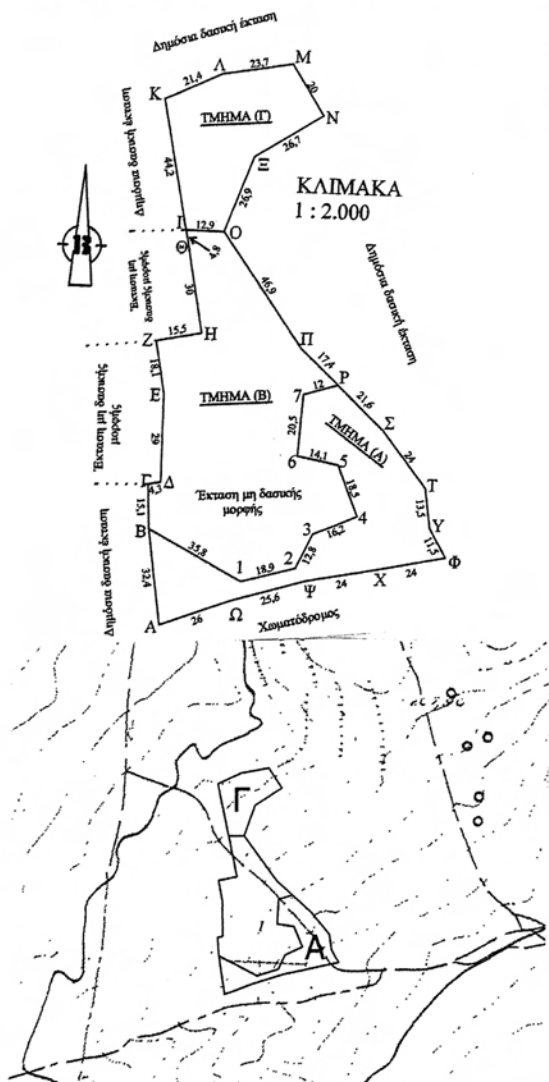 Δημόσια δασική έκταση
Μ
Λ
23,7
21,4
20
Κ
ΤΜΗΜΑ (Γ)
Ν
26,7
Ξ
Δημόσια δασική έκταση
44,2
26,9
ΚΛΙΜΑΚΑ
1 : 2.000
Ι
12,9
Ο
Θ
4,8
Δημόσια δασική έκταση
Έκταση μη
δασικής μορφής
30
46,9
Ζ
15,5
Η
Π
18,1
17,4
Ρ
Ε
ΤΜΗΜΑ (Β)
7
12
21,6
Έκταση μη δασικής
μορφής
29
20,5
ΤΜΗΜΑ (Α)
Σ
6
14,1
5
24
Γ
4,3
Δ
Τ
15,1
Έκταση μη δασικής
μορφής
18,5
13,5
Β
3
16,2
4
Υ
35,8
12,8
11,5
1
18,9
2
Φ
Δημόσια δασική έκταση
32,4
Ψ
24
Χ
24
Ω
25,6
Α
26
Χωματόδρομος
Γ
1
Α